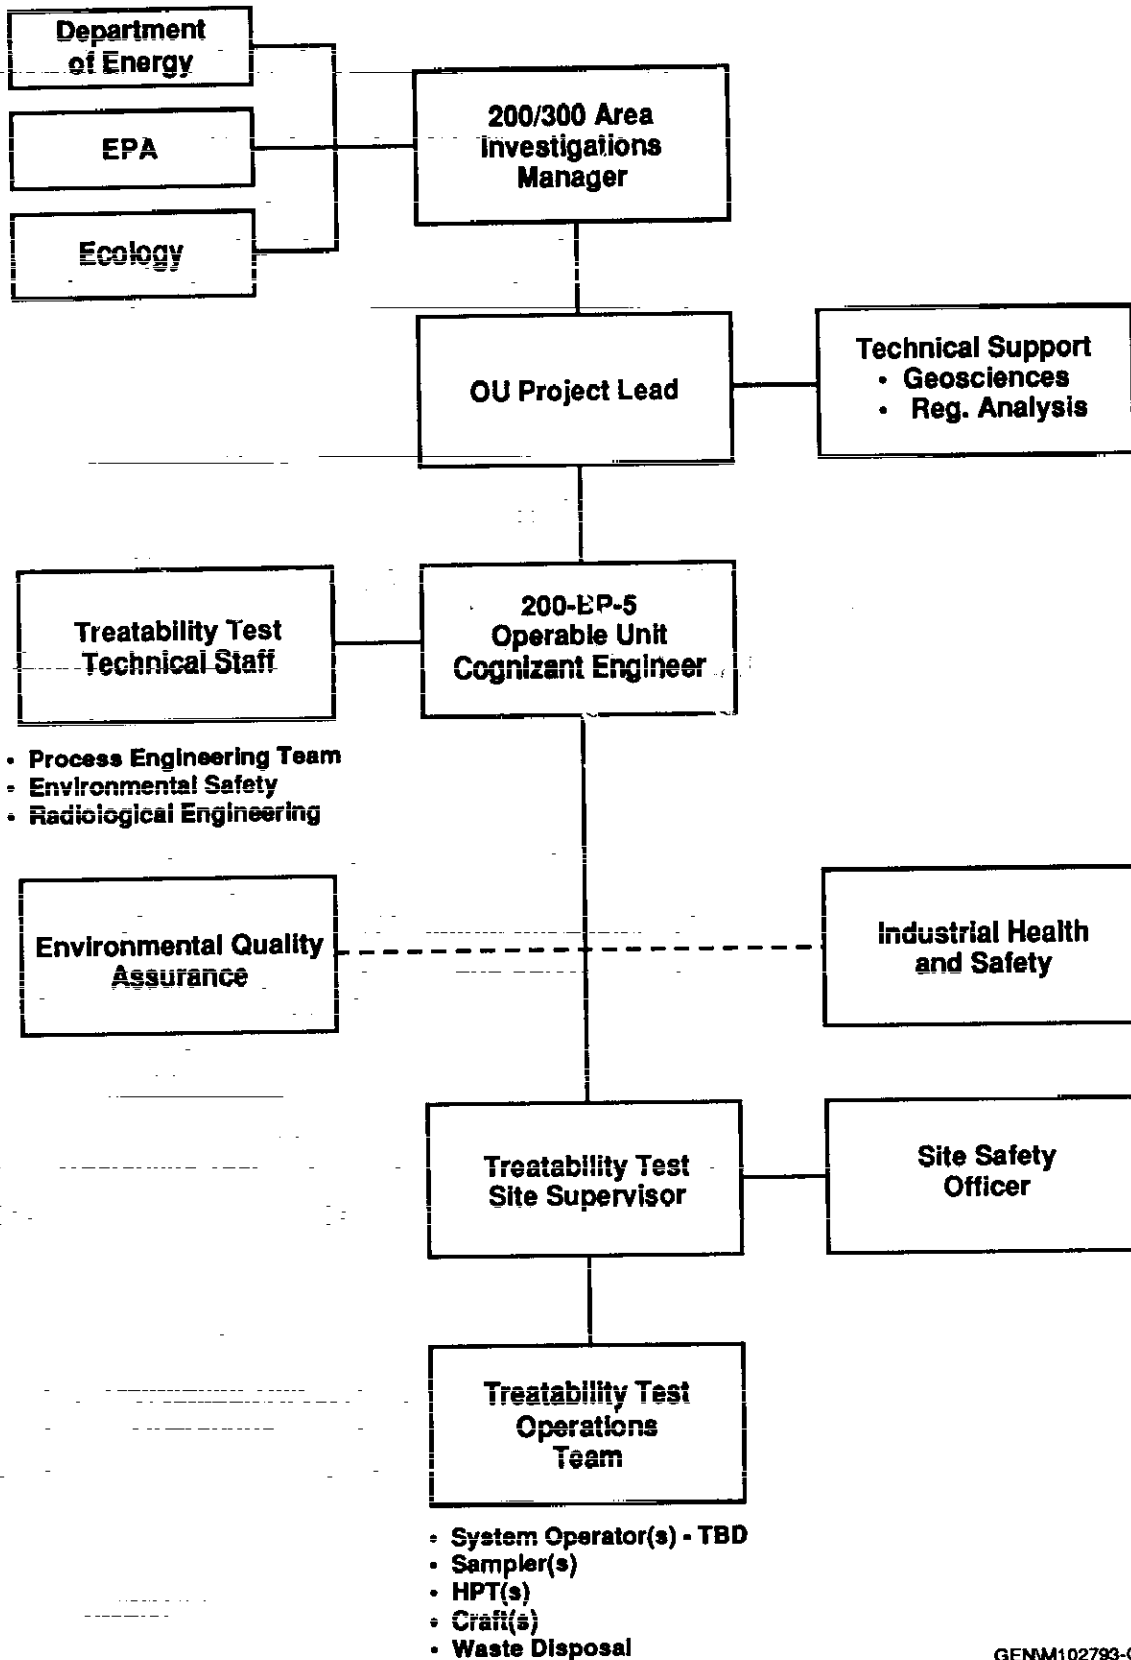 Department
of Energy
EPA
Ecology
200/300 Area
Investigations
Manager
OU Project Lead
Technical Support
• Geosciences
• Reg. Analysis
Treatability Test
Technical Staff
200-BP-5
Operable Unit
Cognizant Engineer
• Process Engineering Team
• Environmental Safety
• Radiological Engineering
Environmental Quality
Assurance
Industrial Health
and Safety
Treatability Test
Site Supervisor
Site Safety
Officer
Treatability Test
Operations
Team
• System Operator(s) - TBD
• Sampler(s)
• HPT(s)
• Craft(s)
• Waste Disposal